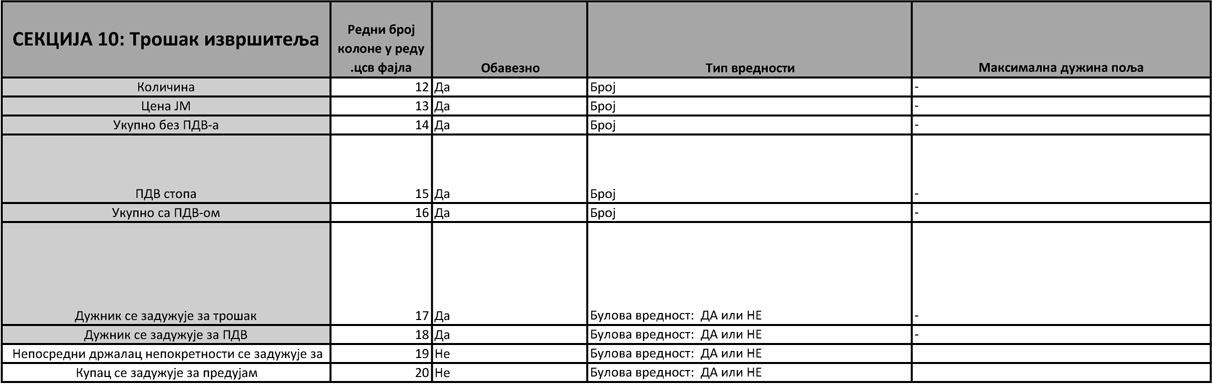 СЕКЦИЈА 10: Трошак извршитеља
Редни број
колоне у реду
.цсв фајла
Обавезно
Тип вредности
Максимална дужина поља
Количина 12 Да Број -
Цена ЈМ 13 Да Број -
Укупно без ПДВ-а 14 Да Број -
ПДВ стопа 15 Да Број -
Укупно са ПДВ-ом 16 Да Број -
Дужник се задужује за трошак 17 Да Булова вредност: ДА или НЕ -
Дужник се задужује за ПДВ 18 Да Булова вредност: ДА или НЕ -
Непосредни држалац непокретности се задужује за 19 Не Булова вредност: ДА или НЕ
Купац се задужује за предујам 20 Не Булова вредност: ДА или НЕ